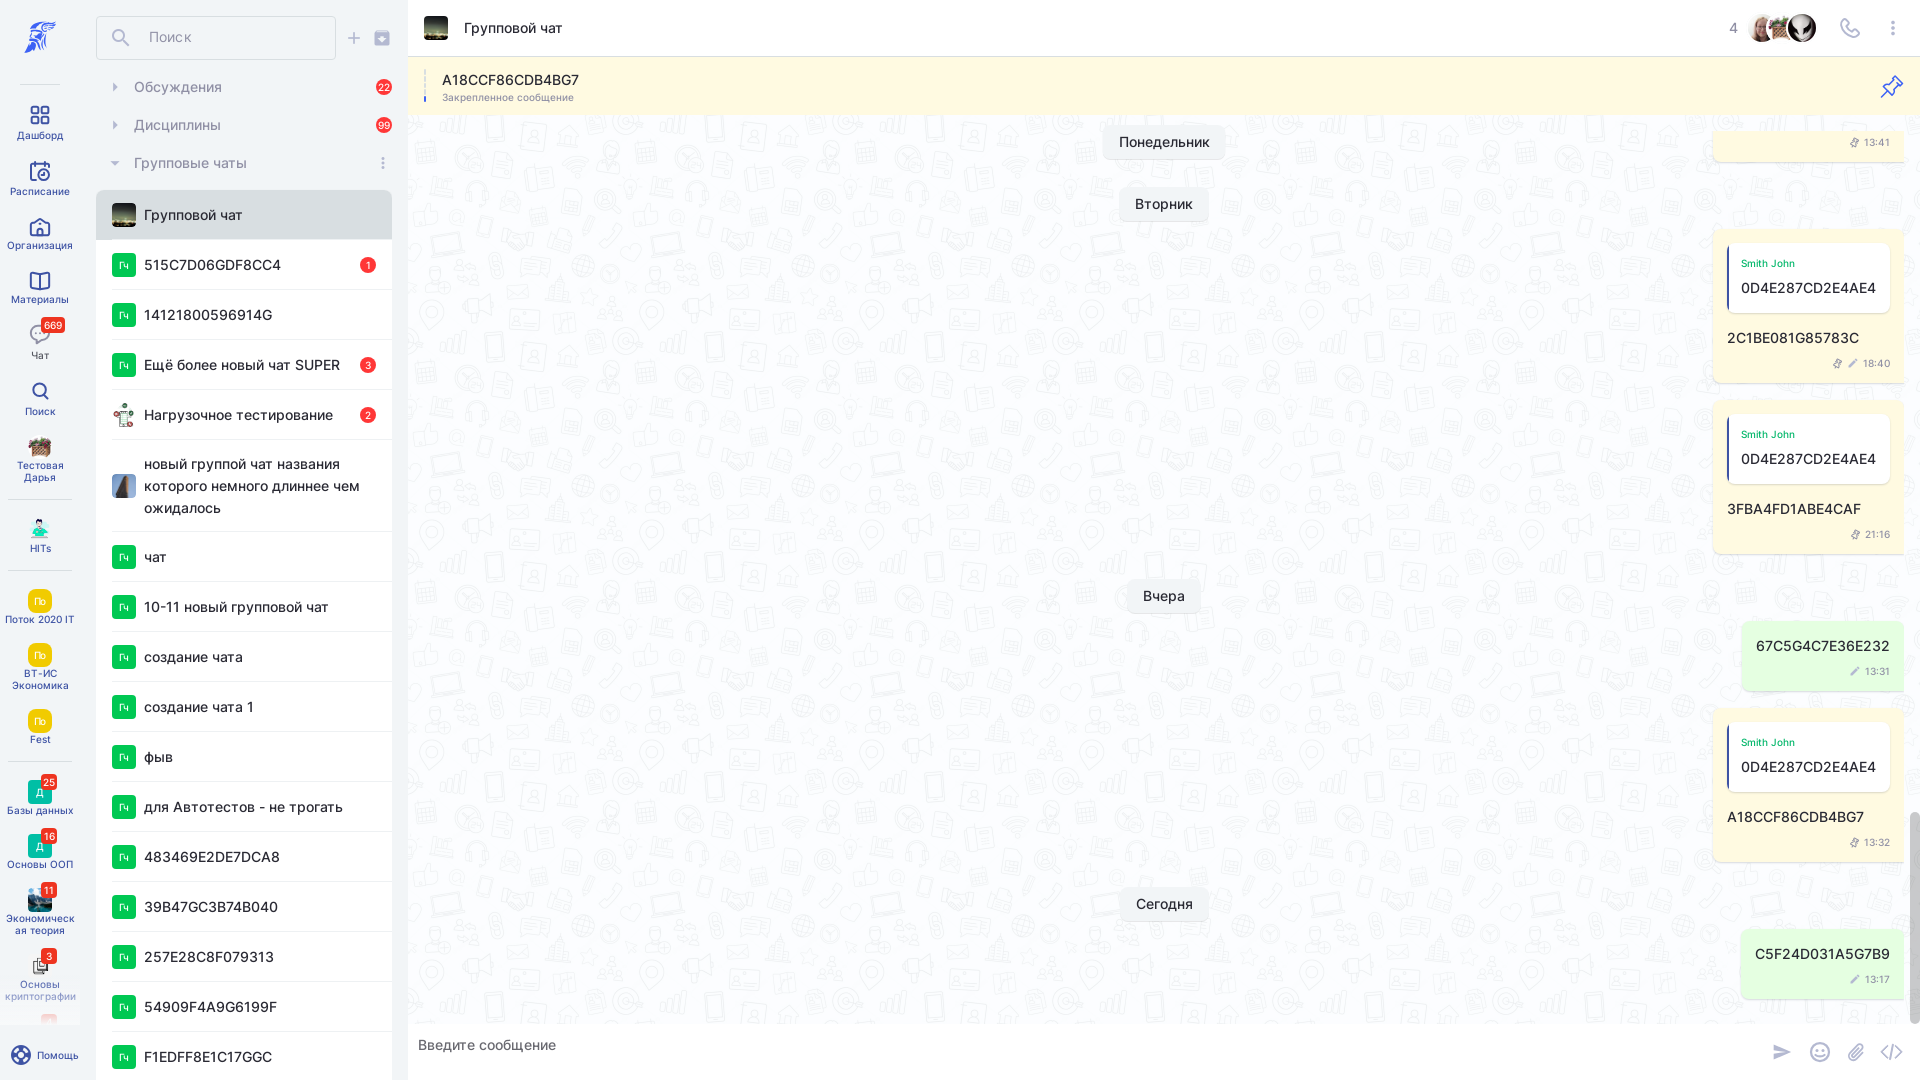 Дашборд
Расписание
Организация
Материалы
669
Чат
Поиск
Тестовая
Дарья
HITs
По
Поток 2020 IT
По
ВТ-ИС
Экономика
По
Fest
25
Д
Базы данных
16
Д
Основы ООП
11
Экономическ
ая теория
3
Основы
криптографии
Помощь
Поиск
Обсуждения
22
Дисциплины
99
Групповые чаты
Групповой чат
Гч
515C7D06GDF8CC4
1
Гч
14121800596914G
Гч
Ещё более новый чат SUPER
3
Нагрузочное тестирование
2
новый группой чат названия
которого немного длиннее чем
ожидалось
Гч
чат
Гч
10-11 новый групповой чат
Гч
создание чата
Гч
создание чата 1
Гч
фыв
Гч
для Автотестов - не трогать
Гч
483469E2DE7DCA8
Гч
39B47GC3B74B040
Гч
257E28C8F079313
Гч
54909F4A9G6199F
Гч
F1EDFF8E1C17GGC
Групповой чат
4
A18CCF86CDB4BG7
Закрепленное сообщение
Понедельник
13:41
Вторник
Smith John
0D4E287CD2E4AE4
2C1BE081G85783C
18:40
Smith John
0D4E287CD2E4AE4
3FBA4FD1ABE4CAF
21:16
Вчера
67C5G4C7E36E232
13:31
Smith John
0D4E287CD2E4AE4
A18CCF86CDB4BG7
13:32
Сегодня
C5F24D031A5G7B9
13:17
Введите сообщение